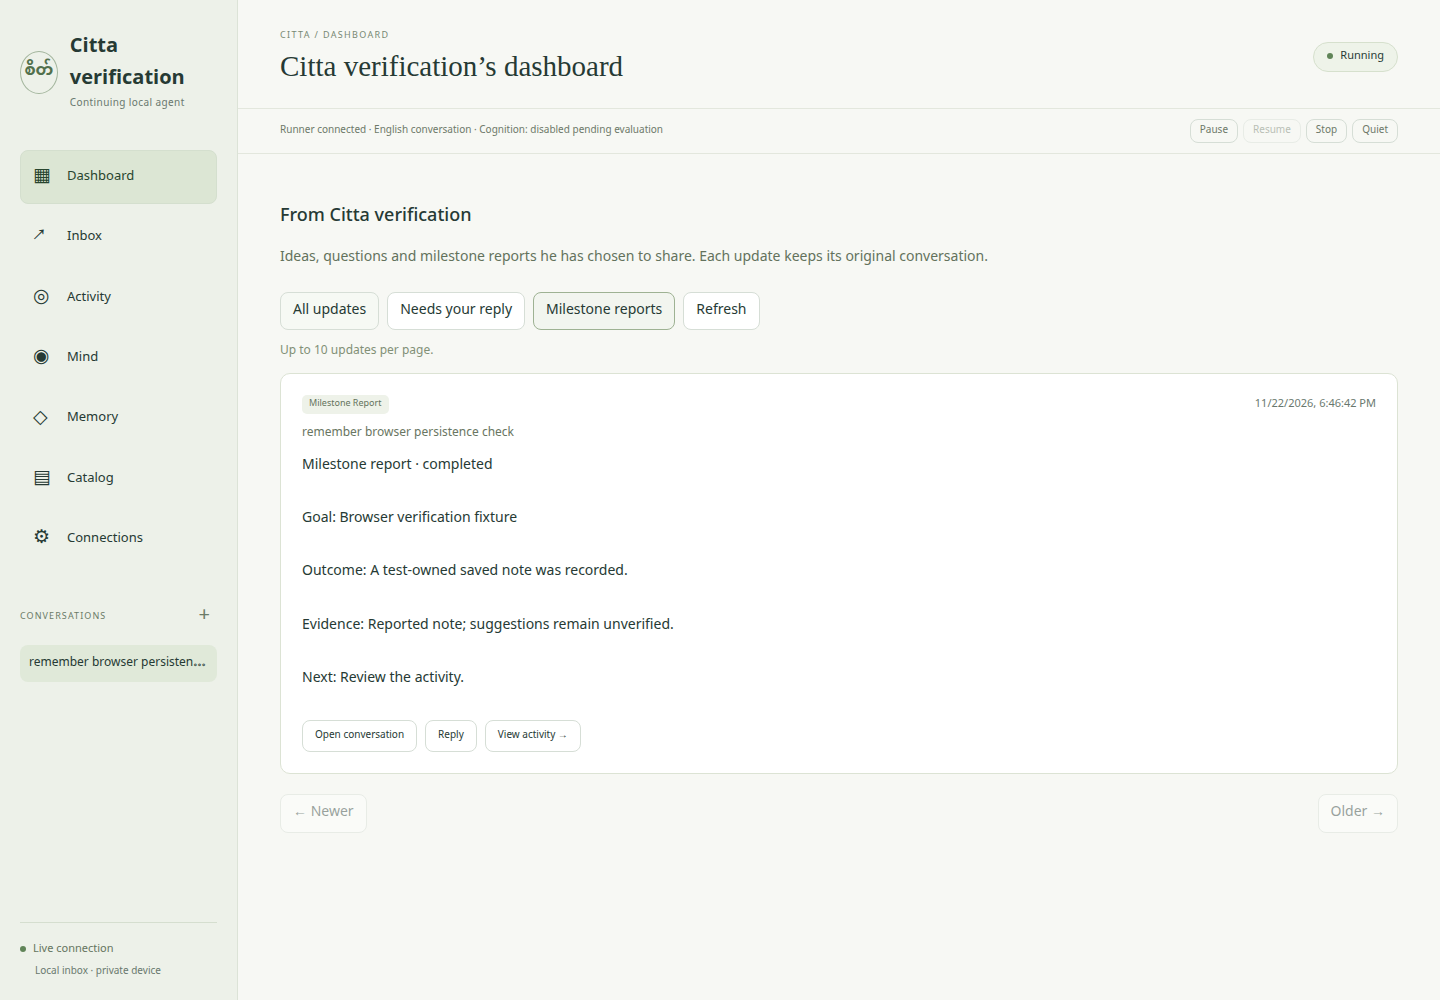 စိတ်
Citta
verification
Continuing local agent
Dashboard
Inbox
Activity
Mind
Memory
Catalog
Connections
CONVERSATIONS +
remember browser persisten...
Live connection
Local inbox · private device
CITTA / DASHBOARD
Citta verification’s dashboard
Running
Runner connected · English conversation · Cognition: disabled pending evaluation
Pause Resume Stop Quiet
From Citta verification
Ideas, questions and milestone reports he has chosen to share. Each update keeps its original conversation.
All updates Needs your reply Milestone reports Refresh
Up to 10 updates per page.
Milestone Report 11/22/2026, 6:46:42 PM
remember browser persistence check
Milestone report · completed
Goal: Browser verification fixture
Outcome: A test-owned saved note was recorded.
Evidence: Reported note; suggestions remain unverified.
Next: Review the activity.
Open conversation Reply View activity →
← Newer Older →